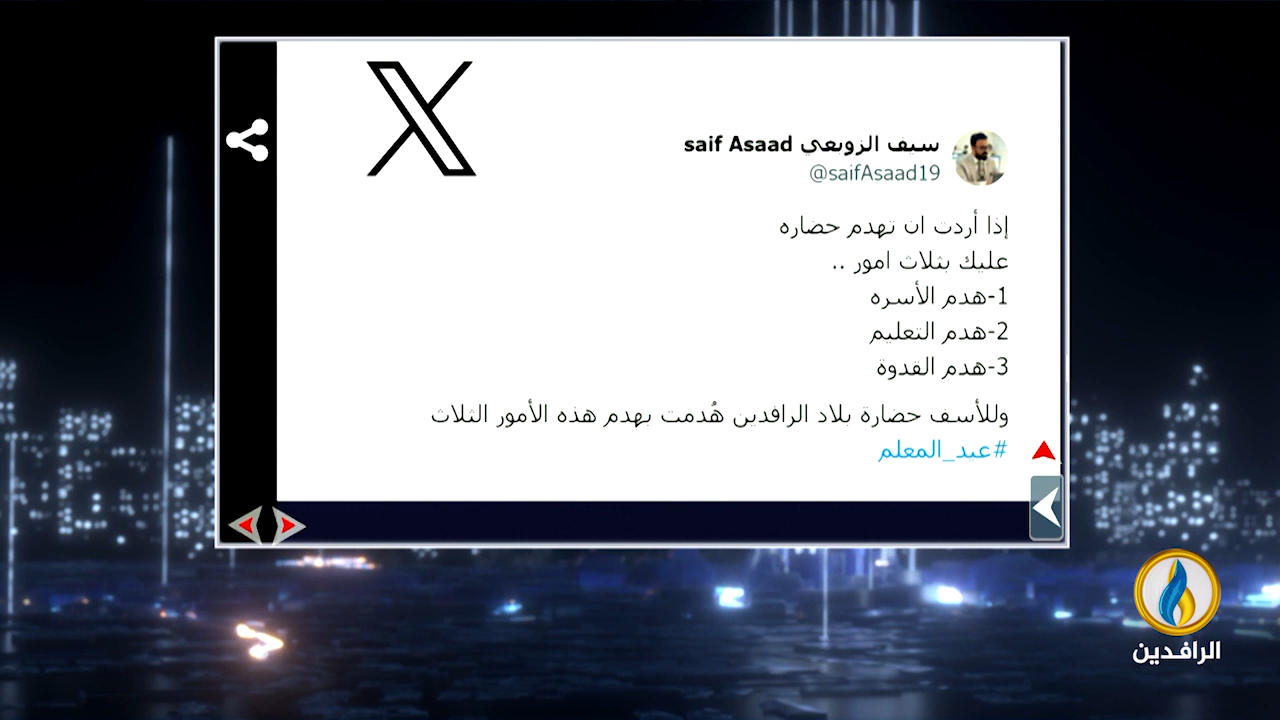 سيف الزوبعي saif Asaad
@saifAsaad19
إذا أردت ان تهدم حضاره
عليك بثلاث امور ..
1-هدم الأسره
2-هدم التعليم
3-هدم القدوة
وللأسف حضارة بلاد الرافدين هُدمت بهدم هذه الأمور الثلاث
#عيد_المعلم
الرافدين